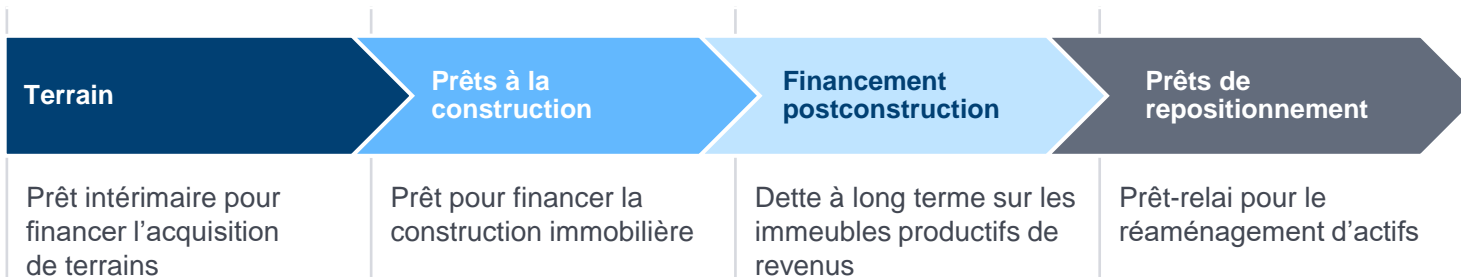 Terrain
Prêts à la
construction
Financement
postconstruction
Prêts de
repositionnement
Prêt intérimaire pour
financer l’acquisition
de terrains
Prêt pour financer la
construction immobilière
Dette à long terme sur les
immeubles productifs de
revenus
Prêt-relai pour le
réaménagement d’actifs